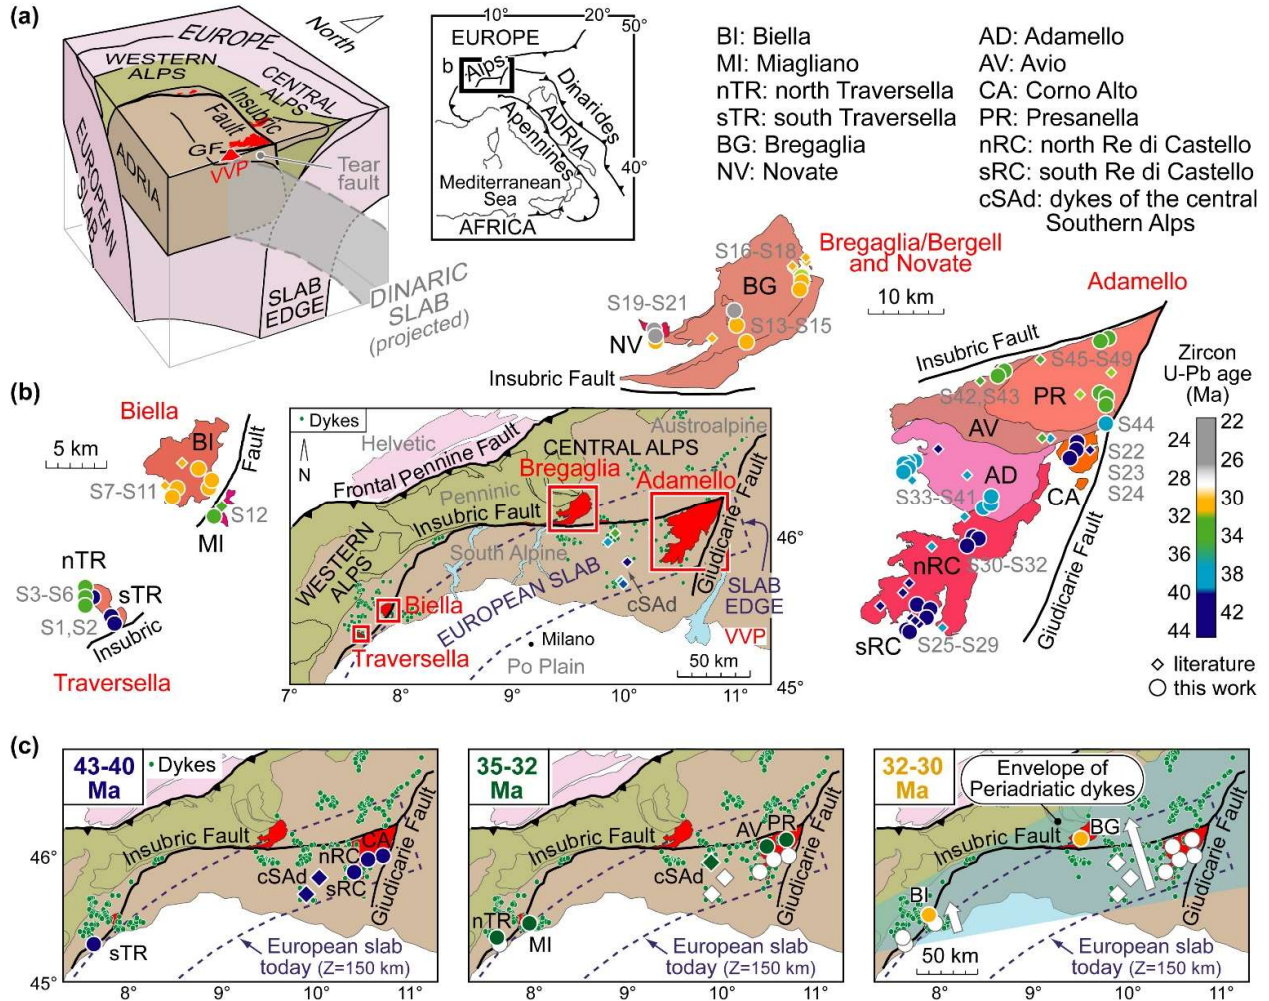 (a)
North
EUROPE
WESTERN
ALPS
CENTRAL
ALPS
Insubric
Fault
GF
VVP
Tear
fault
ADRIA
EUROPEAN
SLAB
SLAB
EDGE
DINARIC
SLAB
(projected)
10°
20°
50°
EUROPE
b
Alps
Dinarides
ADRIA
Apennines
40°
Mediterranean
Sea
AFRICA
BI: Biella
MI: Miagliano
nTR: north Traversella
sTR: south Traversella
BG: Bregaglia
NV: Novate
AD: Adamello
AV: Avio
CA: Corno Alto
PR: Presanella
nRC: north Re di Castello
sRC: south Re di Castello
cSAd: dykes of the central
Southern Alps
Bregaglia/Bergell
and Novate
10 km
S16-S18
BG
S19-S21
S13-S15
NV
Insubric Fault
Adamello
Insubric Fault
S45-S49
S42,S43
PR
AV
S44
S22
S23
S24
AD
CA
S33-S41
nRC
S30-S32
sRC
S25-S29
Giudicarie Fault
Zircon
U-Pb age
(Ma)
22
24
26
28
30
32
34
36
38
40
42
44
literature
this work
(b)
Biella
5 km
BI
Fault
S7-S11
S12
MI
nTR
S3-S6
sTR
S1,S2
Insubric
Traversella
Dykes
N
Helvetic
Frontal Pennine Fault
CENTRAL ALPS
Austroalpine
Bregaglia
Adamello
Penninic
Insubric Fault
WESTERN
ALPS
South Alpine
Giudicarie Fault
46°
EUROPEAN SLAB
cSAd
SLAB
EDGE
Biella
Milano
VVP
Traversella
Po Plain
50 km
45°
7°
8°
9°
10°
11°
(c)
43-40
Ma
Dykes
Insubric Fault
CA
nRC
cSAd
sRC
Giudicarie Fault
sTR
European slab
today (Z=150 km)
46°
45°
8°
9°
10°
11°
35-32
Ma
Insubric Fault
AV
PR
cSAd
Giudicarie Fault
nTR
MI
European slab
today (Z=150 km)
46°
8°
9°
10°
11°
32-30
Ma
Envelope of
Periadriatic dykes
Insubric Fault
BG
BI
Giudicarie Fault
50 km
European slab
today (Z=150 km)
46°
8°
9°
10°
11°